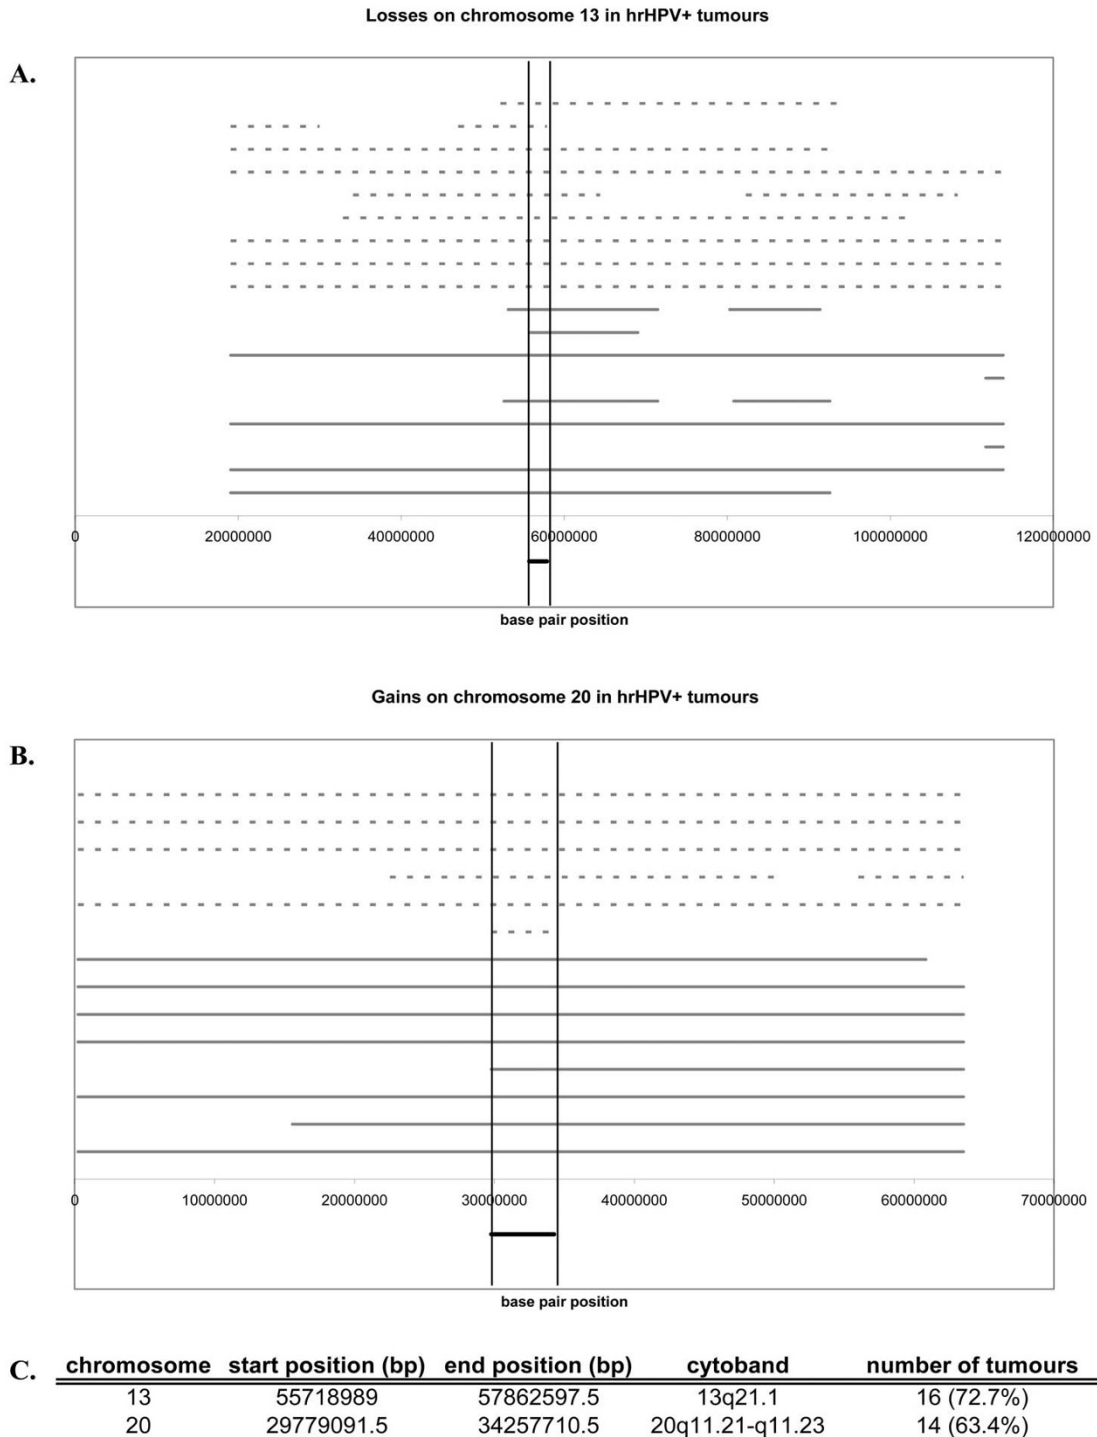 Losses on chromosome 13 in hrHPV+ tumours
A.
0 20000000 40000000 60000000 80000000 100000000 120000000
base pair position
Gains on chromosome 20 in hrHPV+ tumours
B.
0 10000000 20000000 30000000 40000000 50000000 60000000 70000000
base pair position
C. chromosome start position (bp) end position (bp) cytoband number of tumours
13 55718989 57862597.5 13q21.1 16 (72.7%)
20 29779091.5 34257710.5 20q11.21-q11.23 14 (63.4%)